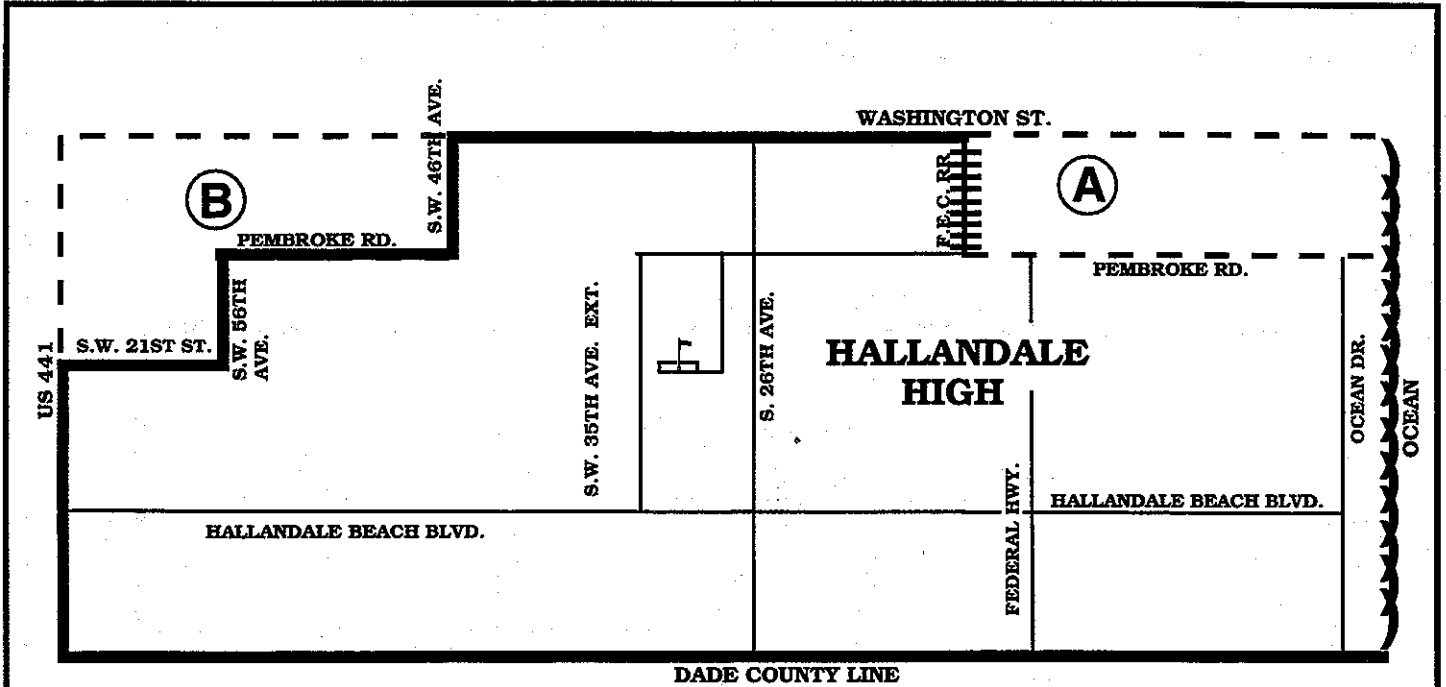 WASHINGTON ST.
S.W. 46TH AVE.
B
A
F.E.C. RR
PEMBROKE RD.
PEMBROKE RD.
S.W. 21ST ST.
S.W. 56TH
AVE.
US 441
S.W. 35TH AVE. EXT.
S. 26TH AVE.
HALLANDALE
HIGH
OCEAN DR.
OCEAN
FEDERAL HWY.
HALLANDALE BEACH BLVD.
HALLANDALE BEACH BLVD.
DADE COUNTY LINE